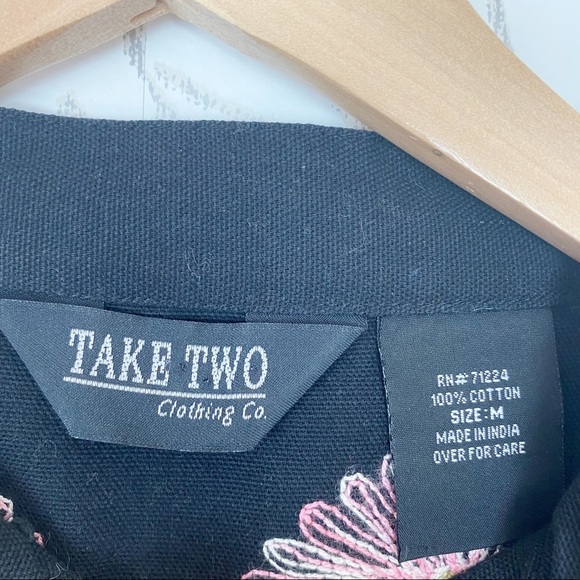 TAKE TWO
Clothing Co.
RN# 71224
100% COTTON
SIZE: M
MADE IN INDIA
OVER FOR CARE